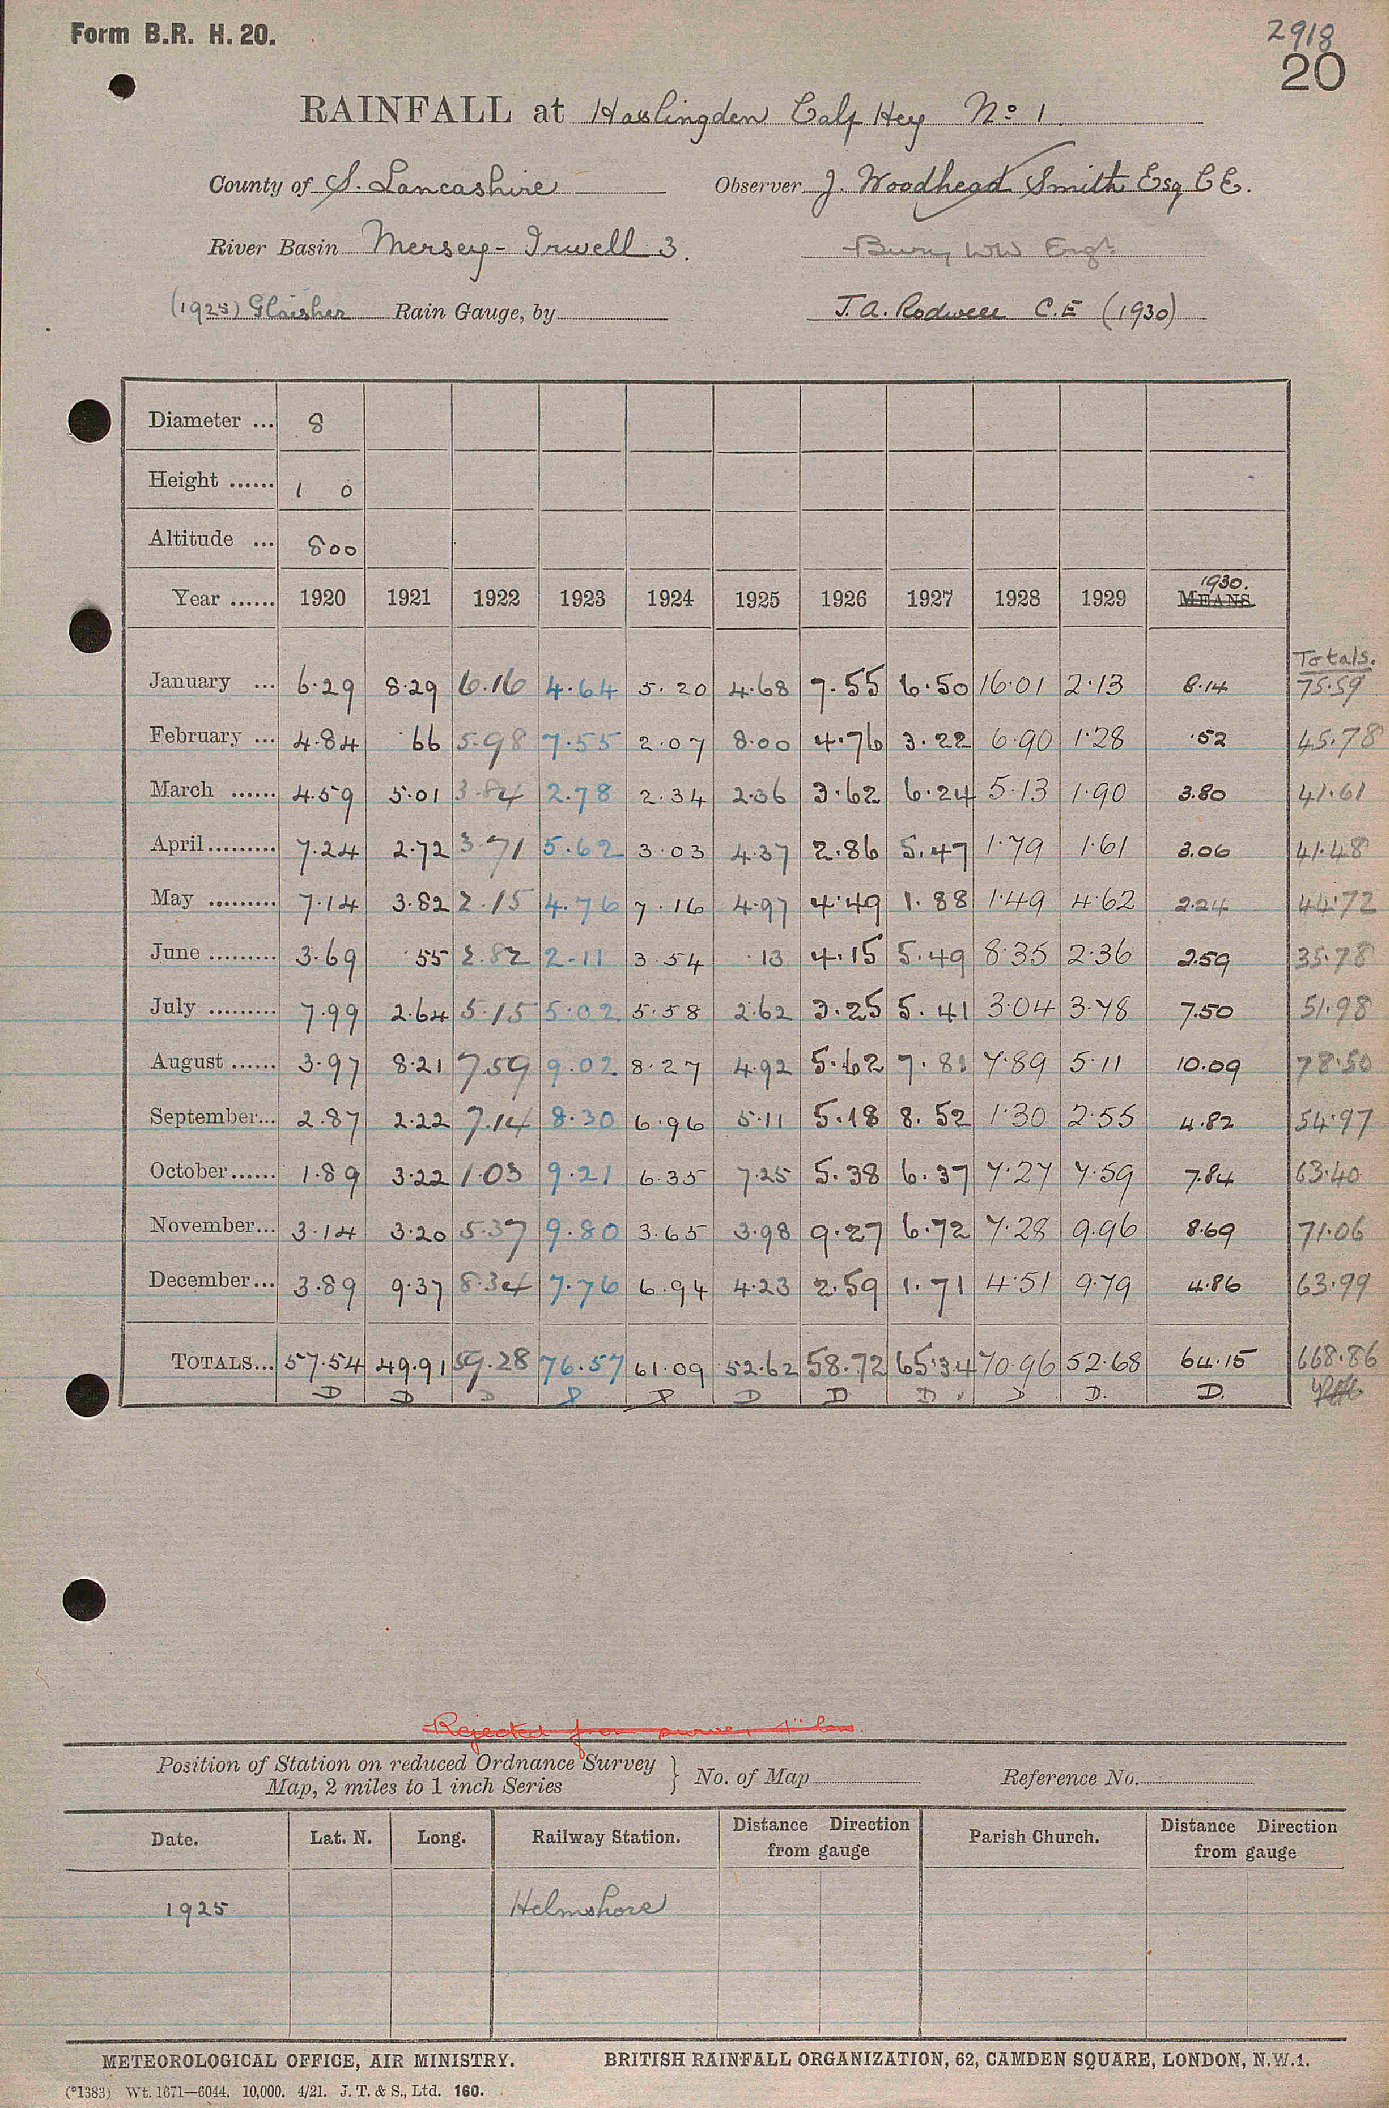 Form B.R. H. 20.
2918
20
RAINFALL at Haslingden Calf Hey No 1
County of S. Lancashire Observer J. Woodhead Smith Esq C.E.
River Basin Mersey - Irwell 3. Bury WW Engr
(1925) Glaisher Rain Gauge, by J. A. Rodwell C.E (1930)
Diameter ... 8
Height ...... 1 0
Altitude ... 800
Year ...... 1920 1921 1922 1923 1924 1925 1926 1927 1928 1929 1930. MEANS
Totals.
January ... 6.29 8.29 6.16 4.64 5.20 4.68 7.55 6.50 16.01 2.13 8.14 75.59
February ... 4.84 .66 5.98 7.55 2.07 8.00 4.76 3.22 6.90 1.28 .52 45.78
March ...... 4.59 5.01 3.84 2.78 2.34 2.36 3.62 6.24 5.13 1.90 3.80 41.61
April ......... 7.24 2.72 3.71 5.62 3.03 4.37 2.86 5.47 1.79 1.61 3.06 41.48
May ......... 7.14 3.82 2.15 4.76 7.16 4.97 4.49 1.88 1.49 4.62 2.24 44.72
June ......... 3.69 .55 2.82 2.11 3.54 .13 4.15 5.49 8.35 2.36 2.59 35.78
July ......... 7.99 2.64 5.15 5.02 5.58 2.62 3.25 5.41 3.04 3.78 7.50 51.98
August ...... 3.97 8.21 7.59 9.02 8.27 4.92 5.62 7.81 7.89 5.11 10.09 78.50
September... 2.87 2.22 7.14 8.30 6.96 5.11 5.18 8.52 1.30 2.55 4.82 54.97
October...... 1.89 3.22 1.03 9.21 6.35 7.25 5.38 6.37 7.27 7.59 7.84 63.40
November... 3.14 3.20 5.37 9.80 3.65 3.98 9.27 6.72 7.28 9.96 8.69 71.06
December... 3.89 9.37 8.34 7.76 6.94 4.23 2.59 1.71 4.51 9.79 4.86 63.99
TOTALS... 57.54 49.91 59.28 76.57 61.09 52.62 58.72 65.34 70.96 52.68 64.15 668.86
D D D D D D D D. D D. D.
Rejected from survey files.
Position of Station on reduced Ordnance Survey
Map, 2 miles to 1 inch Series } No. of Map Reference No.
Date. Lat. N. Long. Railway Station. Distance Direction from gauge Parish Church. Distance Direction from gauge
1925 Helmshore
METEOROLOGICAL OFFICE, AIR MINISTRY. BRITISH RAINFALL ORGANIZATION, 62, CAMDEN SQUARE, LONDON, N.W.1.
(*1383) Wt. 1671—6044. 10,000. 4/21. J. T. & S., Ltd. 160.